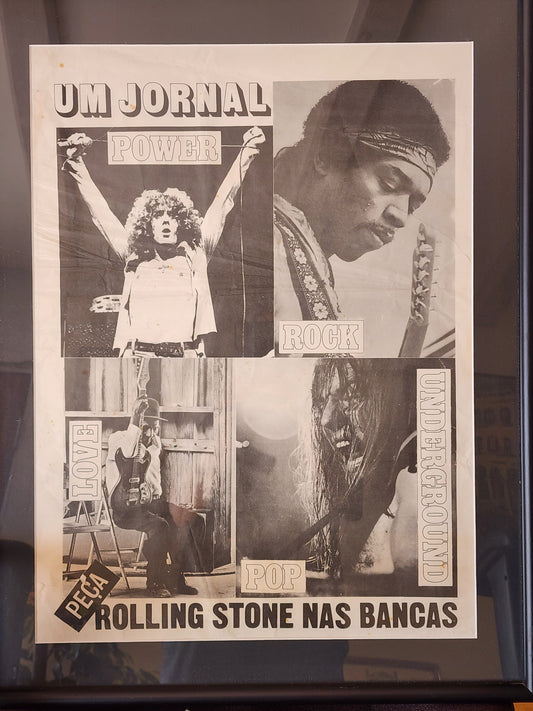 UM JORNAL
POWER
ROCK
LOVE
POP
UNDERGROUND
PEÇA
ROLLING STONE NAS BANCAS